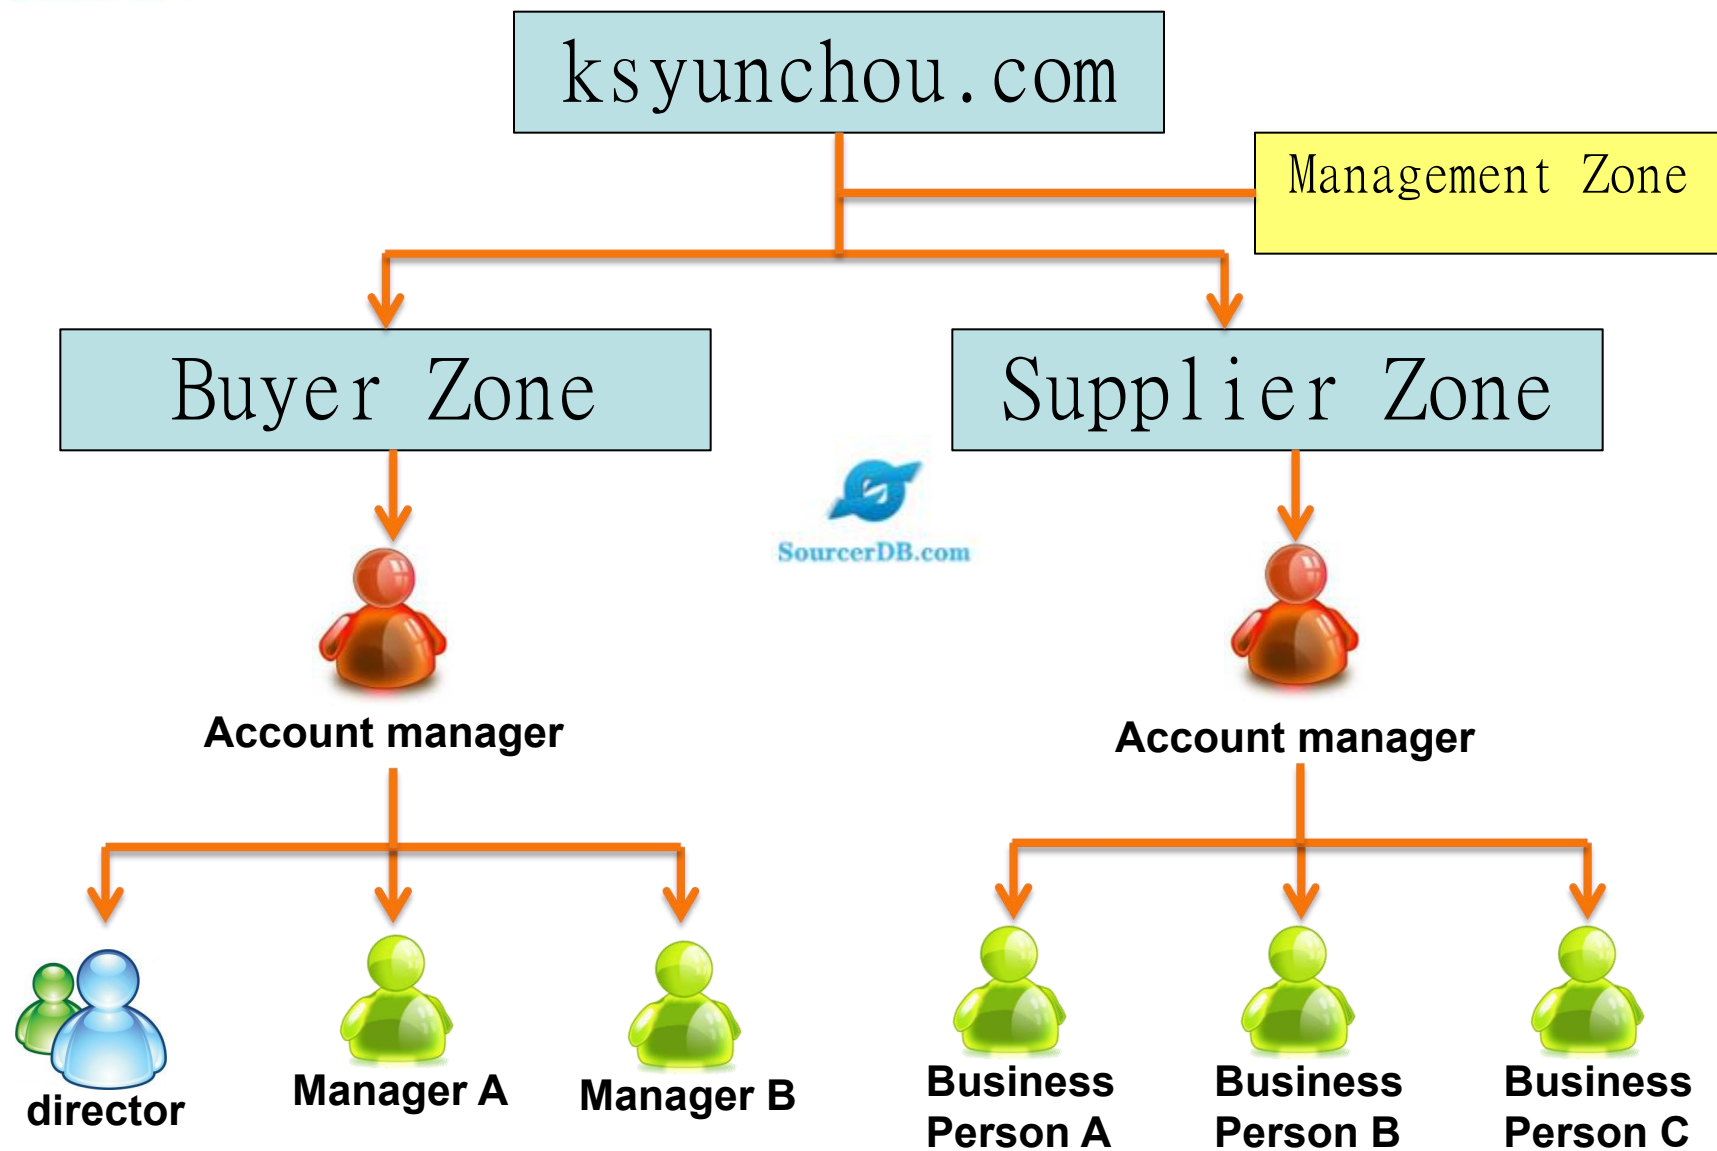 ksyunchou.com
Management Zone
Buyer Zone
Supplier Zone
SourcerDB.com
Account manager
Account manager
director
Manager A
Manager B
Business
Person A
Business
Person B
Business
Person C